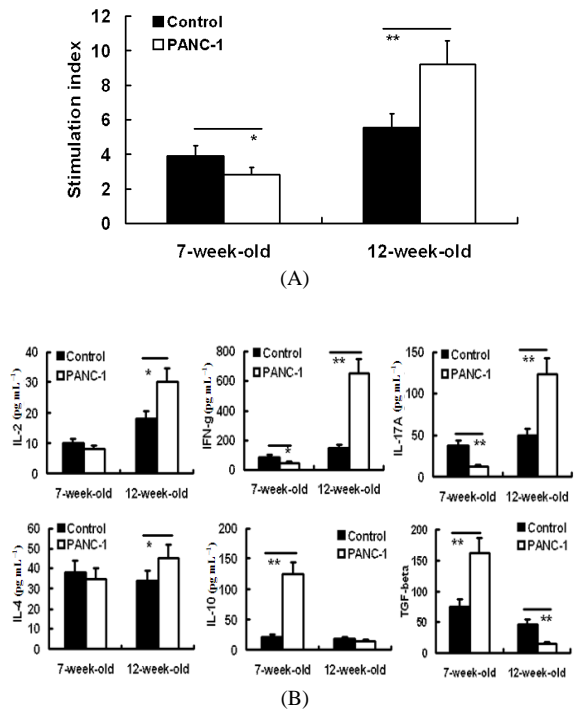 Stimulation index
12
10
8
6
4
2
0
Control
PANC-1
**
*
7-week-old 12-week-old
(A)
IL-2 (pg mL⁻¹)
40
30
20
10
0
Control
PANC-1
*
7-week-old 12-week-old
IFN-g (pg mL⁻¹)
800
600
400
200
0
Control
PANC-1
**
*
7-week-old 12-week-old
IL-17A (pg mL⁻¹)
150
100
50
0
Control
PANC-1
**
**
7-week-old 12-week-old
IL-4 (pg mL⁻¹)
60
50
40
30
20
10
0
Control
PANC-1
*
7-week-old 12-week-old
IL-10 (pg mL⁻¹)
200
150
100
50
0
Control
PANC-1
**
7-week-old 12-week-old
TGF-beta
200
150
100
50
0
Control
PANC-1
**
**
7-week-old 12-week-old
(B)